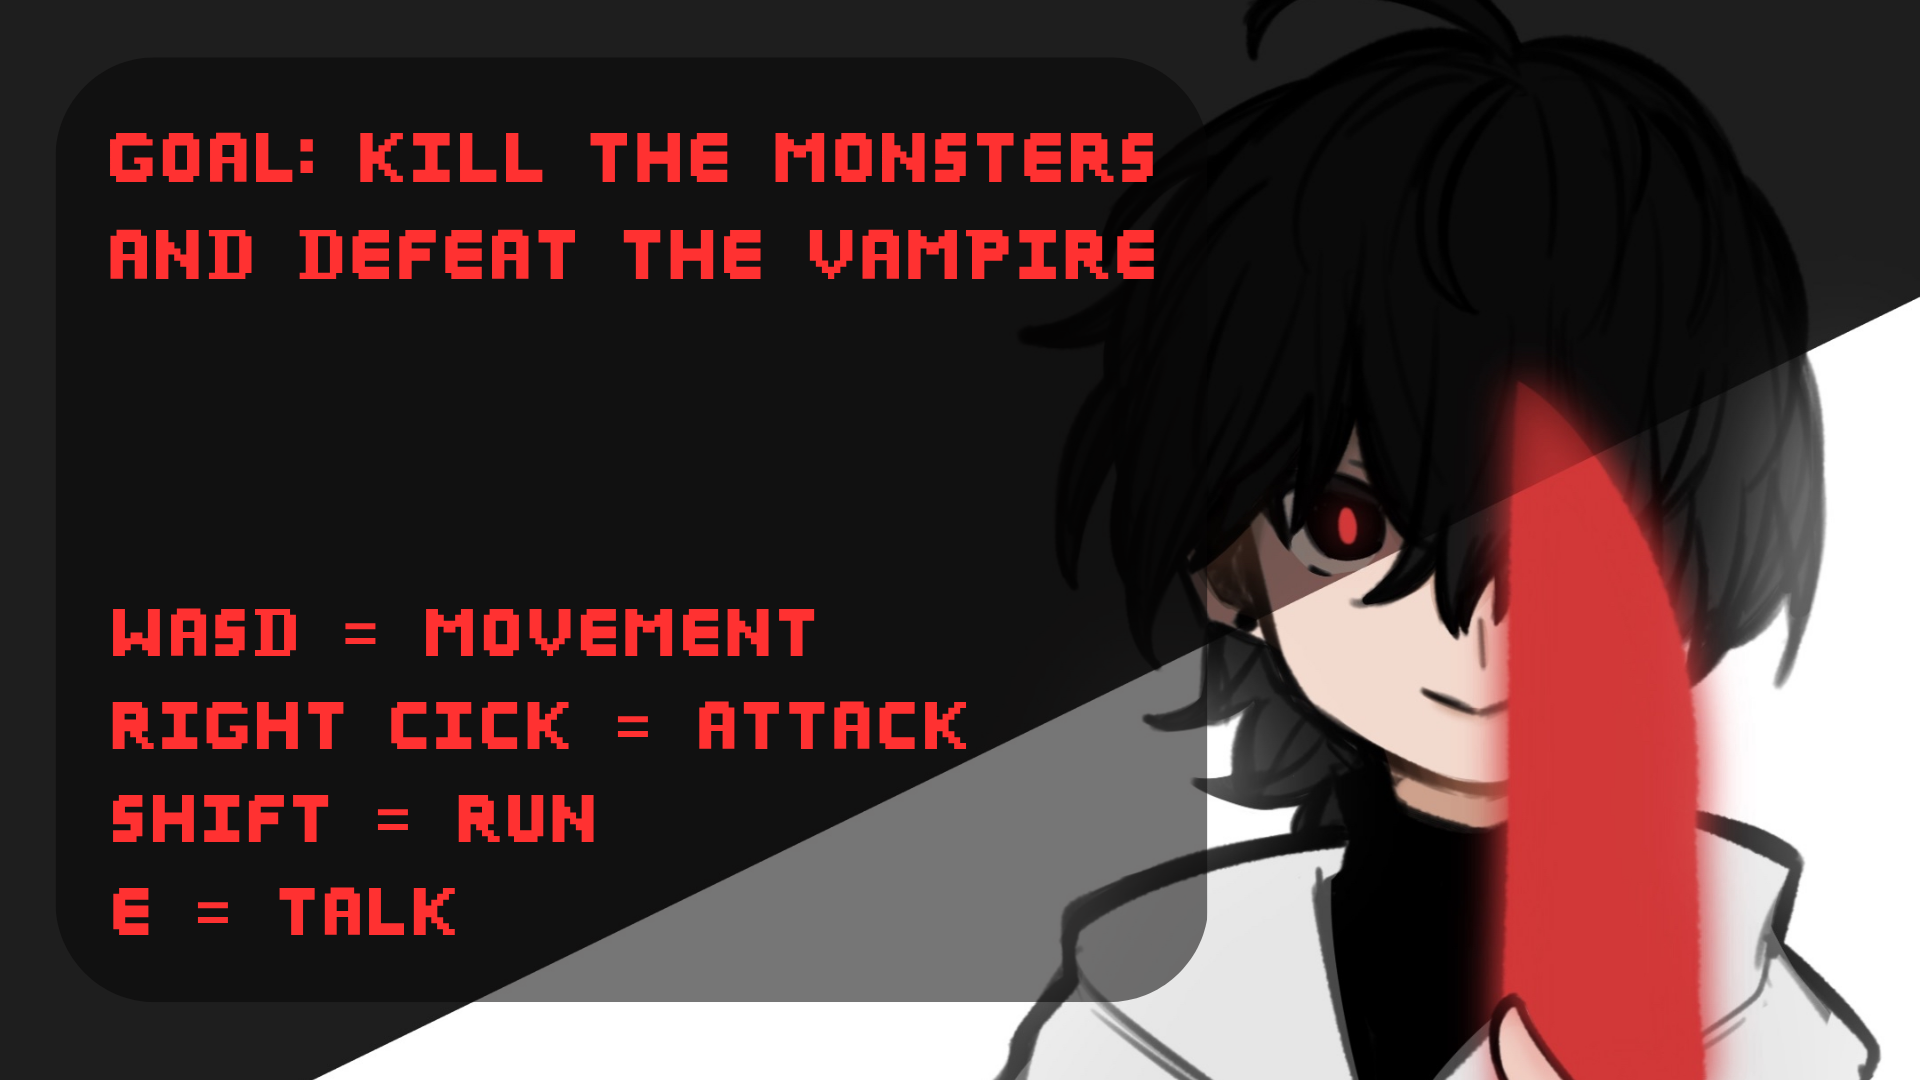 GOAL: KILL THE MONSTERS
AND DEFEAT THE VAMPIRE
WASD = MOVEMENT
RIGHT CICK = ATTACK
SHIFT = RUN
E = TALK